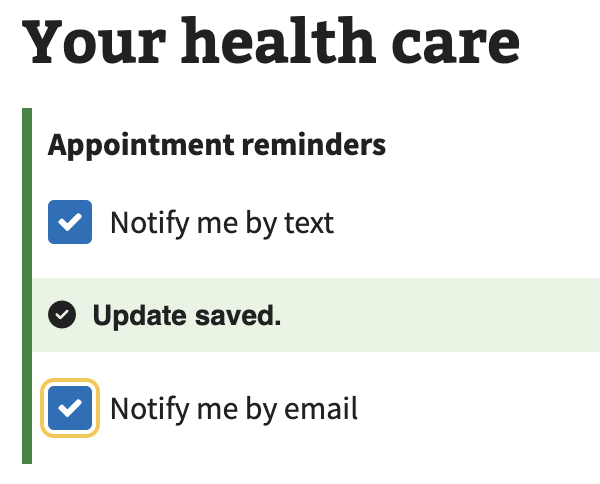 Your health care
Appointment reminders
Notify me by text
Update saved.
Notify me by email